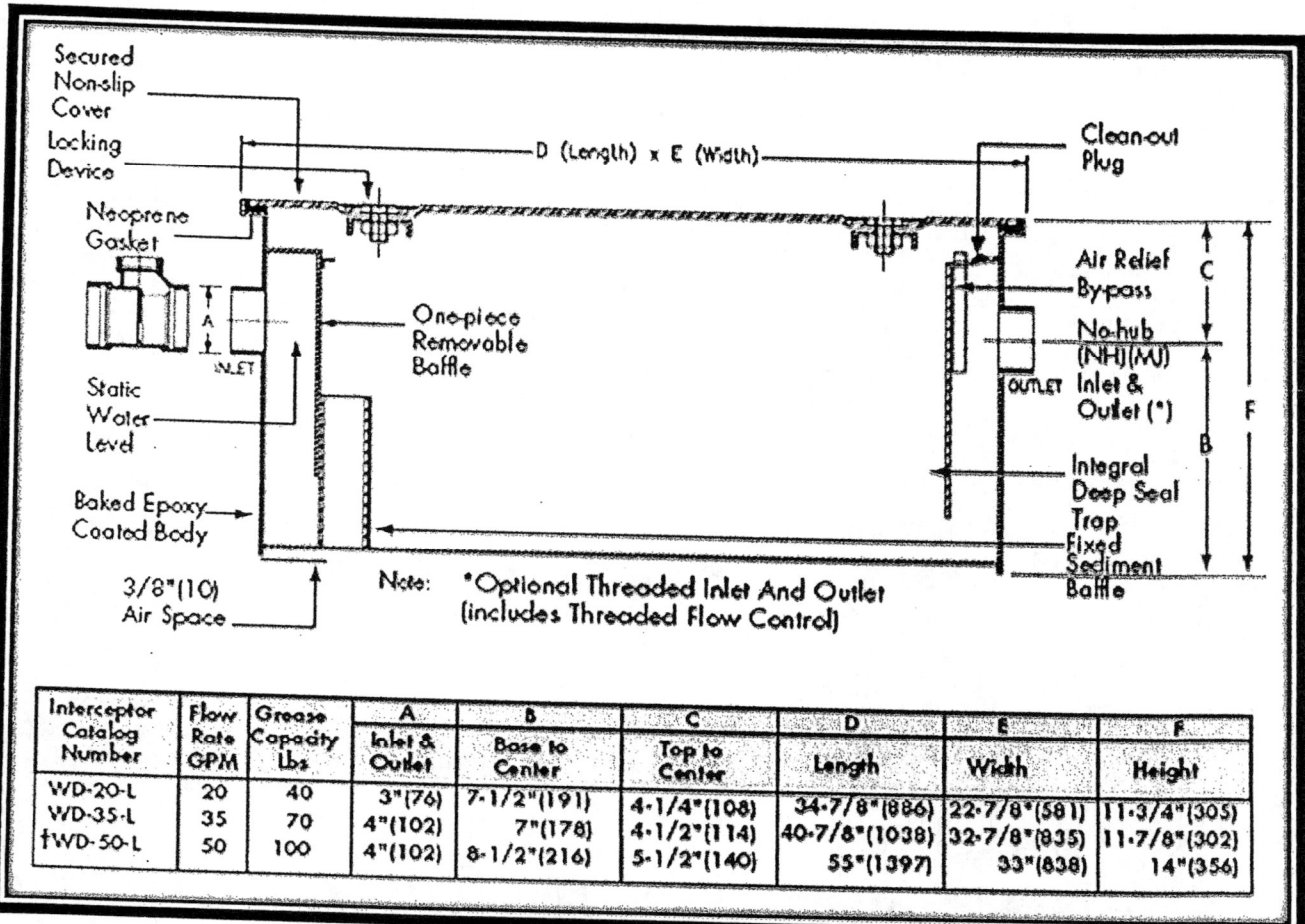 Secured
Non-slip
Cover
Locking
Device
Neoprene
Gasket
D (Length) x E (Width)
Clean-out
Plug
Air Relief
By-pass
C
A
INLET
One-piece
Removable
Baffle
No-hub
(NH)(MJ)
Inlet &
Outlet (*)
OUTLET
F
B
Static
Water
Level
Integral
Deep Seal
Trap
Fixed
Sediment
Baffle
Baked Epoxy
Coated Body
3/8"(10)
Air Space
Note: *Optional Threaded Inlet And Outlet
(includes Threaded Flow Control)
Interceptor Catalog Number | Flow Rate GPM | Grease Capacity Lbs | A Inlet & Outlet | B Base to Center | C Top to Center | D Length | E Width | F Height
WD-20-L 20 40 3"(76) 7-1/2"(191) 4-1/4"(108) 34-7/8"(886) 22-7/8"(581) 11-3/4"(305)
WD-35-L 35 70 4"(102) 7"(178) 4-1/2"(114) 40-7/8"(1038) 32-7/8"(835) 11-7/8"(302)
†WD-50-L 50 100 4"(102) 8-1/2"(216) 5-1/2"(140) 55"(1397) 33"(838) 14"(356)